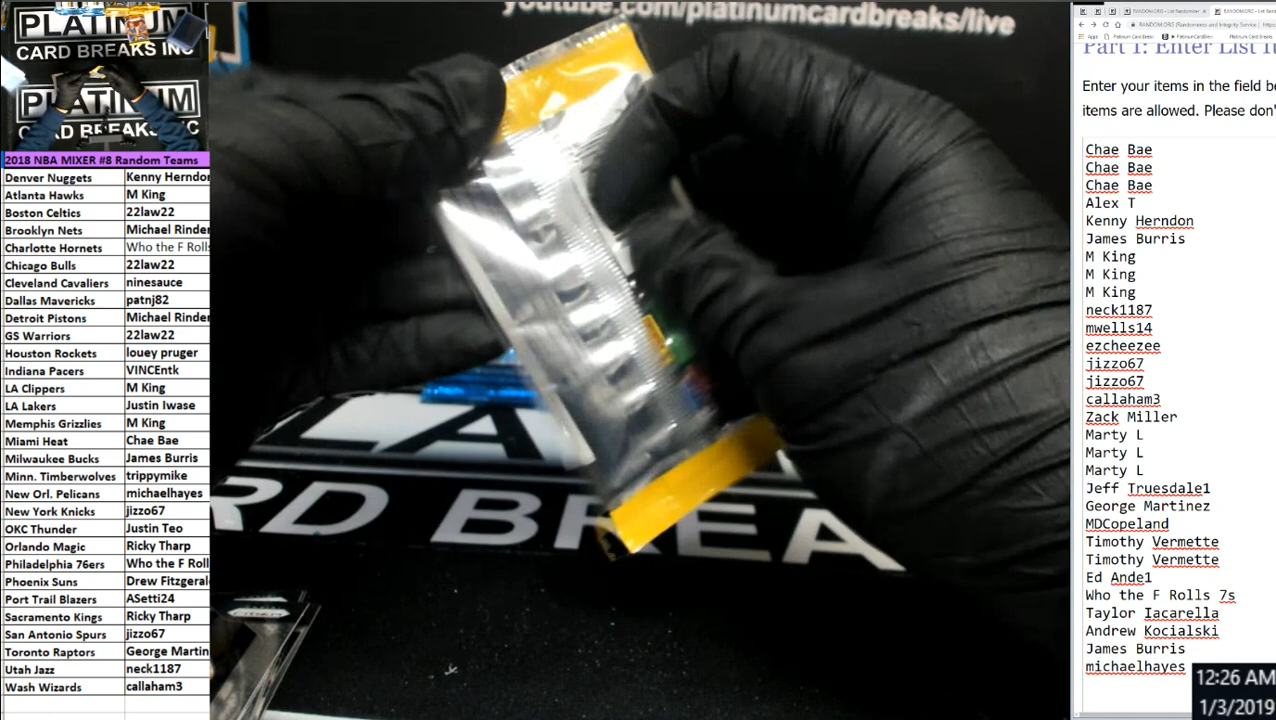 youtube.com/platinumcardbreaks/live
PLATINUM
CARD BREAKS INC
PLATINUM
CARD BREAKS INC
2018 NBA MIXER #8 Random Teams
Denver Nuggets Kenny Herndon
Atlanta Hawks M King
Boston Celtics 22law22
Brooklyn Nets Michael Rinder
Charlotte Hornets Who the F Rolls
Chicago Bulls 22law22
Cleveland Cavaliers ninesauce
Dallas Mavericks patnj82
Detroit Pistons Michael Rinder
GS Warriors 22law22
Houston Rockets louey pruger
Indiana Pacers VINCEntk
LA Clippers M King
LA Lakers Justin Iwase
Memphis Grizzlies M King
Miami Heat Chae Bae
Milwaukee Bucks James Burris
Minn. Timberwolves trippymike
New Orl. Pelicans michaelhayes
New York Knicks jizzo67
OKC Thunder Justin Teo
Orlando Magic Ricky Tharp
Philadelphia 76ers Who the F Roll
Phoenix Suns Drew Fitzgeral
Port Trail Blazers ASetti24
Sacramento Kings Ricky Tharp
San Antonio Spurs jizzo67
Toronto Raptors George Martin
Utah Jazz neck1187
Wash Wizards callaham3
LA
RD BREA
Part 1: Enter List I
Enter your items in the field be
items are allowed. Please don'
Chae Bae
Chae Bae
Chae Bae
Alex T
Kenny Herndon
James Burris
M King
M King
M King
neck1187
mwells14
ezcheezee
jizzo67
jizzo67
callaham3
Zack Miller
Marty L
Marty L
Marty L
Jeff Truesdale1
George Martinez
MDCopeland
Timothy Vermette
Timothy Vermette
Ed Ande1
Who the F Rolls 7s
Taylor Iacarella
Andrew Kocialski
James Burris
michaelhayes
12:26 AM
1/3/2019